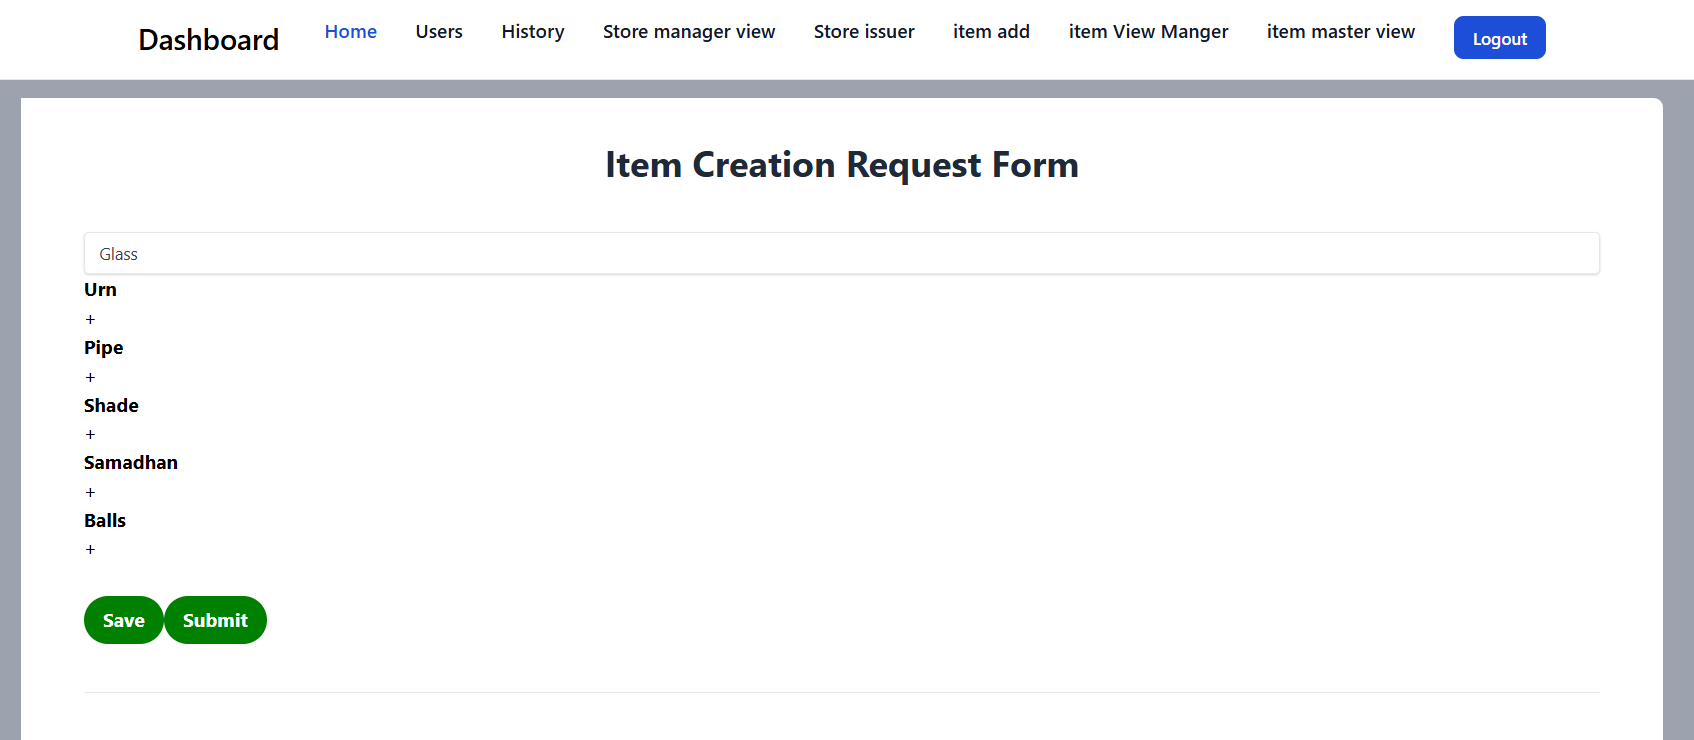 Dashboard Home Users History Store manager view Store issuer item add item View Manger item master view Logout
Item Creation Request Form
Glass
Urn
+
Pipe
+
Shade
+
Samadhan
+
Balls
+
Save Submit